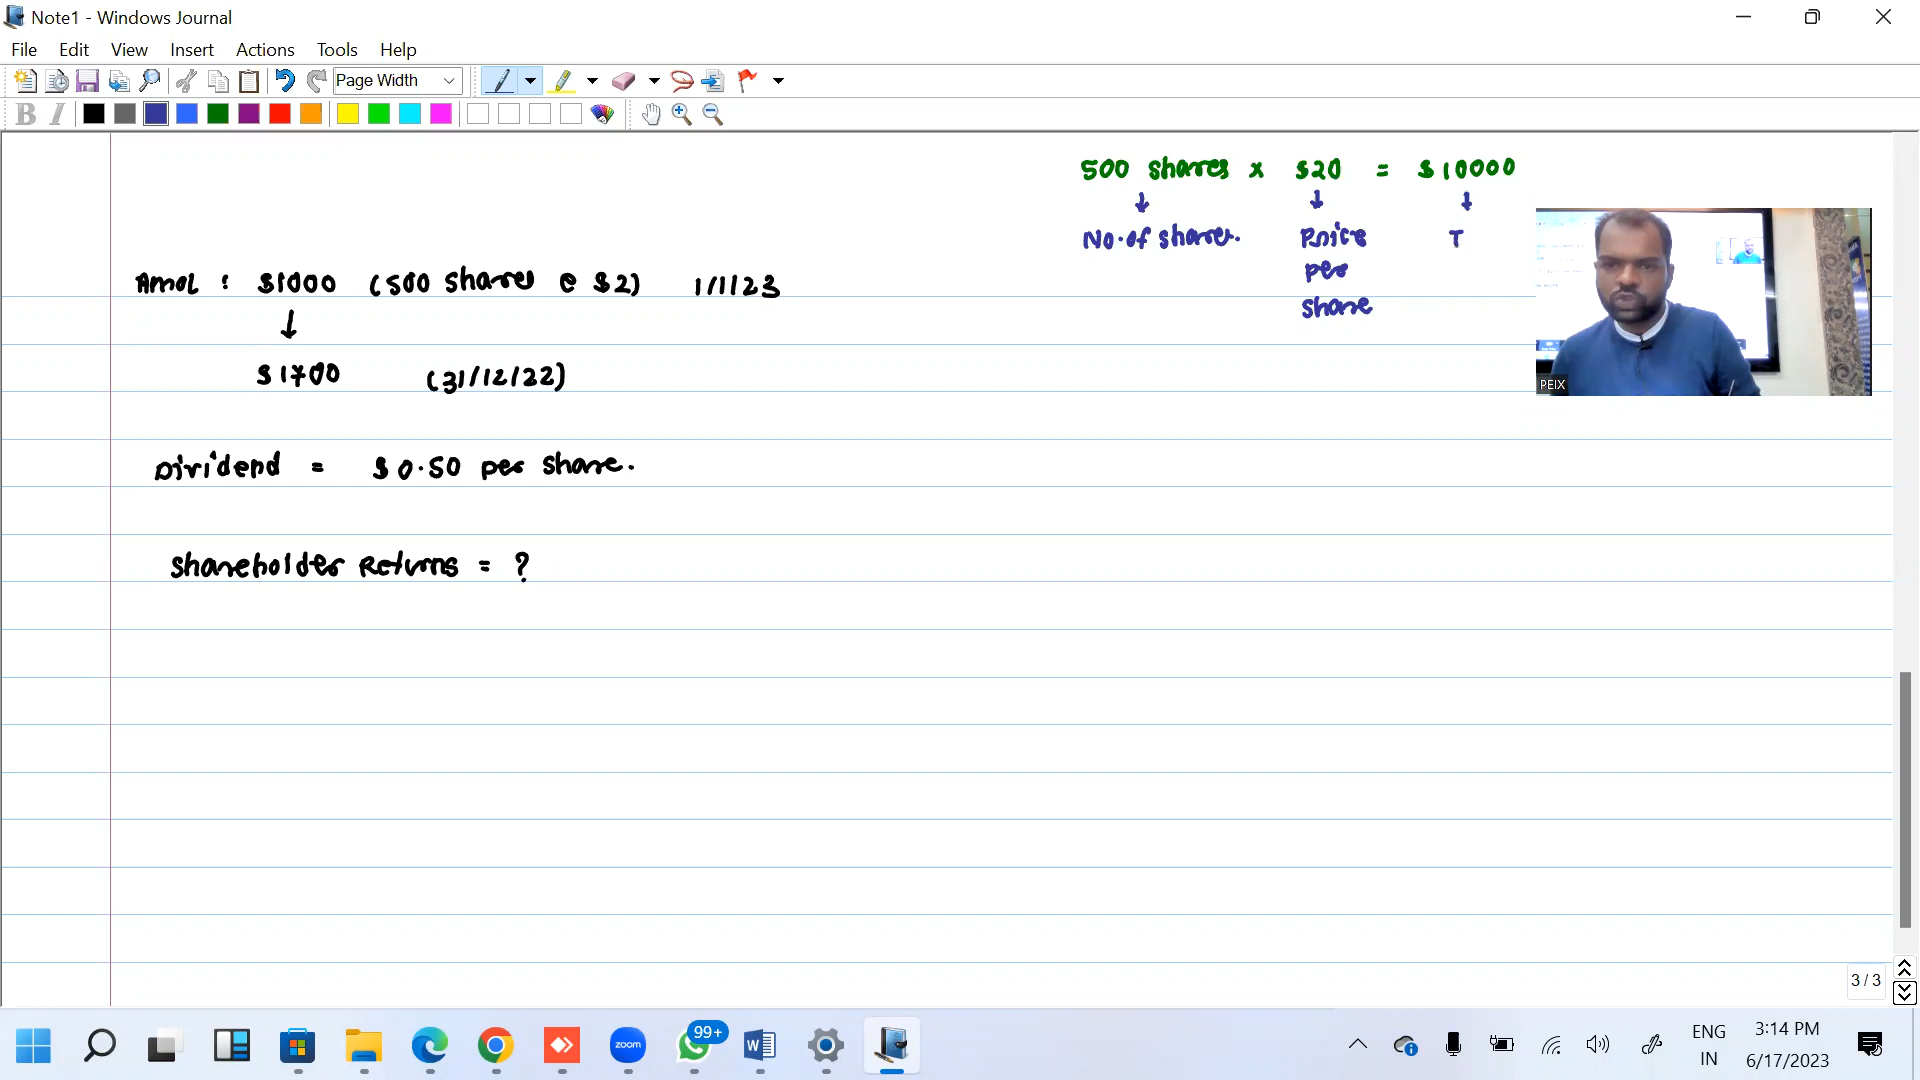 Note1 - Windows Journal
File Edit View Insert Actions Tools Help
Page Width
B I
500 shares x $20 = $10000
No. of shares. Price per share T
Amol : $1000 (500 shares @ $2) 1/1/23
$1700 (31/12/22)
Dividend = $0.50 per share.
Shareholder Returns = ?
PEIX
3 / 3
99+
zoom
ENG
IN
3:14 PM
6/17/2023